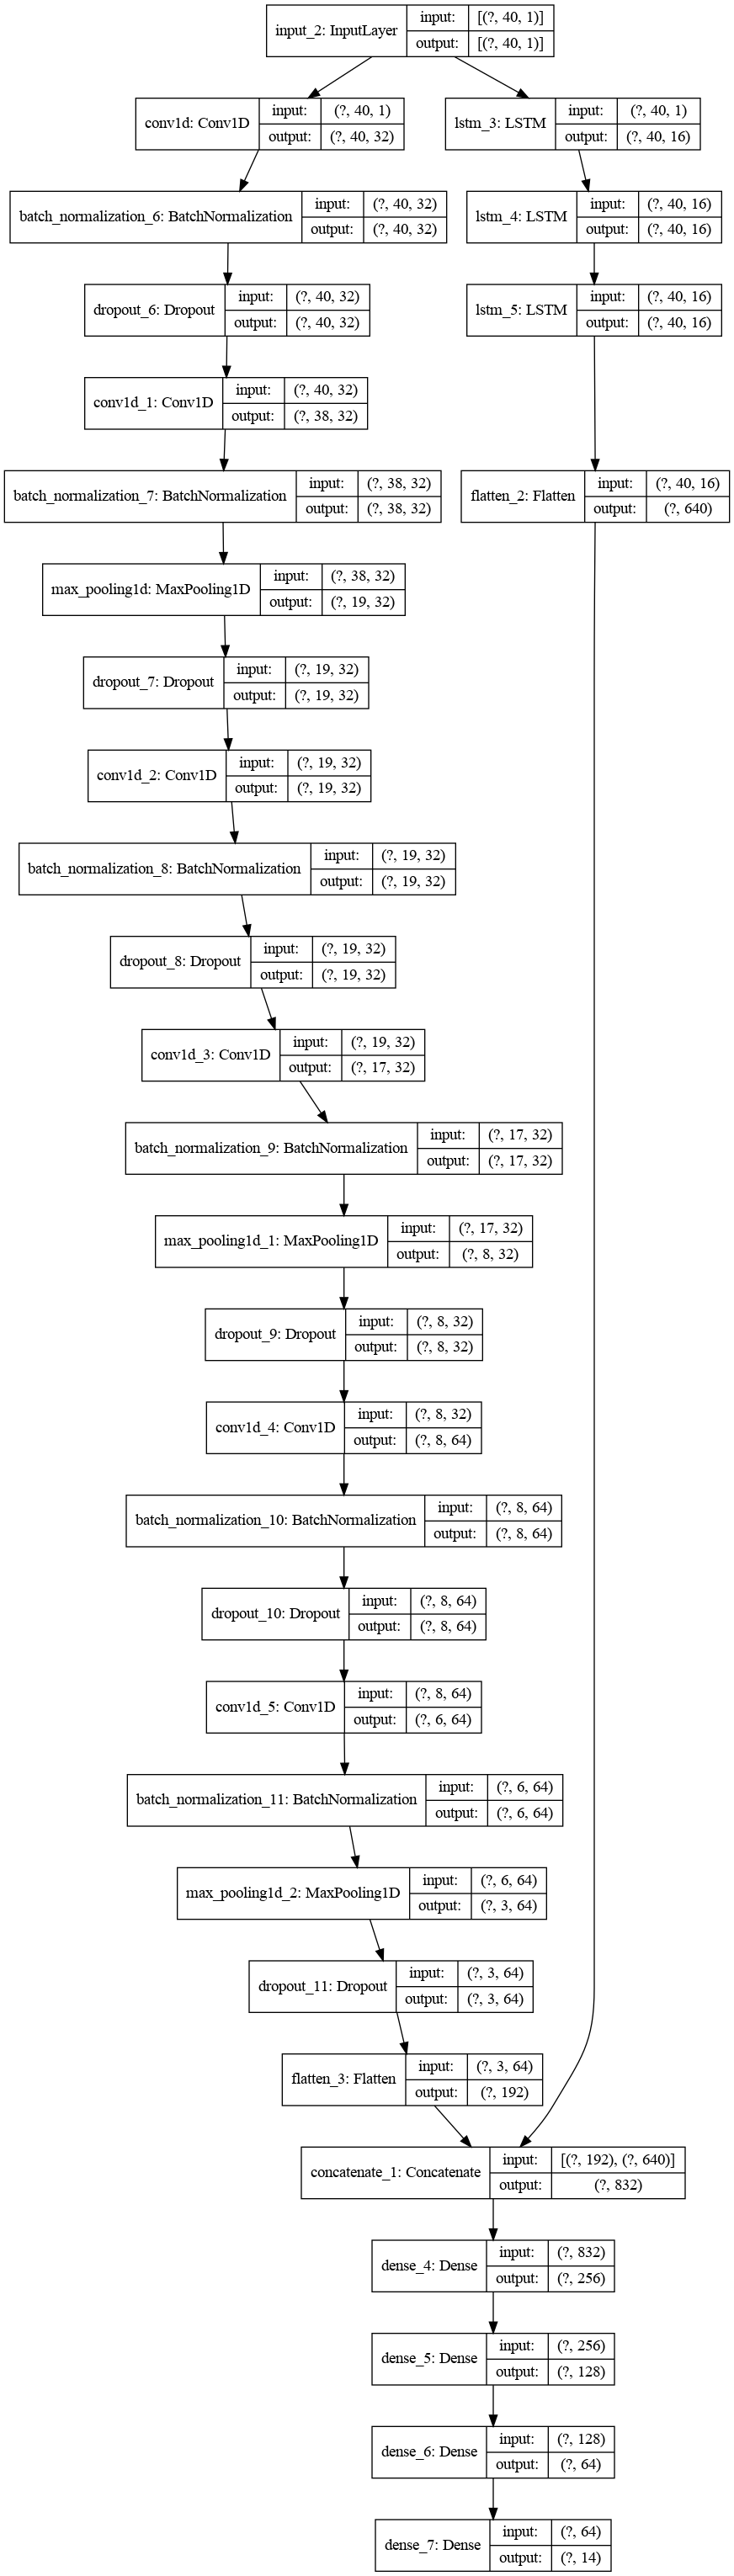 input_2: InputLayer
input: [(?, 40, 1)]
output: [(?, 40, 1)]
conv1d: Conv1D
input: (?, 40, 1)
output: (?, 40, 32)
lstm_3: LSTM
input: (?, 40, 1)
output: (?, 40, 16)
batch_normalization_6: BatchNormalization
input: (?, 40, 32)
output: (?, 40, 32)
lstm_4: LSTM
input: (?, 40, 16)
output: (?, 40, 16)
dropout_6: Dropout
input: (?, 40, 32)
output: (?, 40, 32)
lstm_5: LSTM
input: (?, 40, 16)
output: (?, 40, 16)
conv1d_1: Conv1D
input: (?, 40, 32)
output: (?, 38, 32)
batch_normalization_7: BatchNormalization
input: (?, 38, 32)
output: (?, 38, 32)
flatten_2: Flatten
input: (?, 40, 16)
output: (?, 640)
max_pooling1d: MaxPooling1D
input: (?, 38, 32)
output: (?, 19, 32)
dropout_7: Dropout
input: (?, 19, 32)
output: (?, 19, 32)
conv1d_2: Conv1D
input: (?, 19, 32)
output: (?, 19, 32)
batch_normalization_8: BatchNormalization
input: (?, 19, 32)
output: (?, 19, 32)
dropout_8: Dropout
input: (?, 19, 32)
output: (?, 19, 32)
conv1d_3: Conv1D
input: (?, 19, 32)
output: (?, 17, 32)
batch_normalization_9: BatchNormalization
input: (?, 17, 32)
output: (?, 17, 32)
max_pooling1d_1: MaxPooling1D
input: (?, 17, 32)
output: (?, 8, 32)
dropout_9: Dropout
input: (?, 8, 32)
output: (?, 8, 32)
conv1d_4: Conv1D
input: (?, 8, 32)
output: (?, 8, 64)
batch_normalization_10: BatchNormalization
input: (?, 8, 64)
output: (?, 8, 64)
dropout_10: Dropout
input: (?, 8, 64)
output: (?, 8, 64)
conv1d_5: Conv1D
input: (?, 8, 64)
output: (?, 6, 64)
batch_normalization_11: BatchNormalization
input: (?, 6, 64)
output: (?, 6, 64)
max_pooling1d_2: MaxPooling1D
input: (?, 6, 64)
output: (?, 3, 64)
dropout_11: Dropout
input: (?, 3, 64)
output: (?, 3, 64)
flatten_3: Flatten
input: (?, 3, 64)
output: (?, 192)
concatenate_1: Concatenate
input: [(?, 192), (?, 640)]
output: (?, 832)
dense_4: Dense
input: (?, 832)
output: (?, 256)
dense_5: Dense
input: (?, 256)
output: (?, 128)
dense_6: Dense
input: (?, 128)
output: (?, 64)
dense_7: Dense
input: (?, 64)
output: (?, 14)